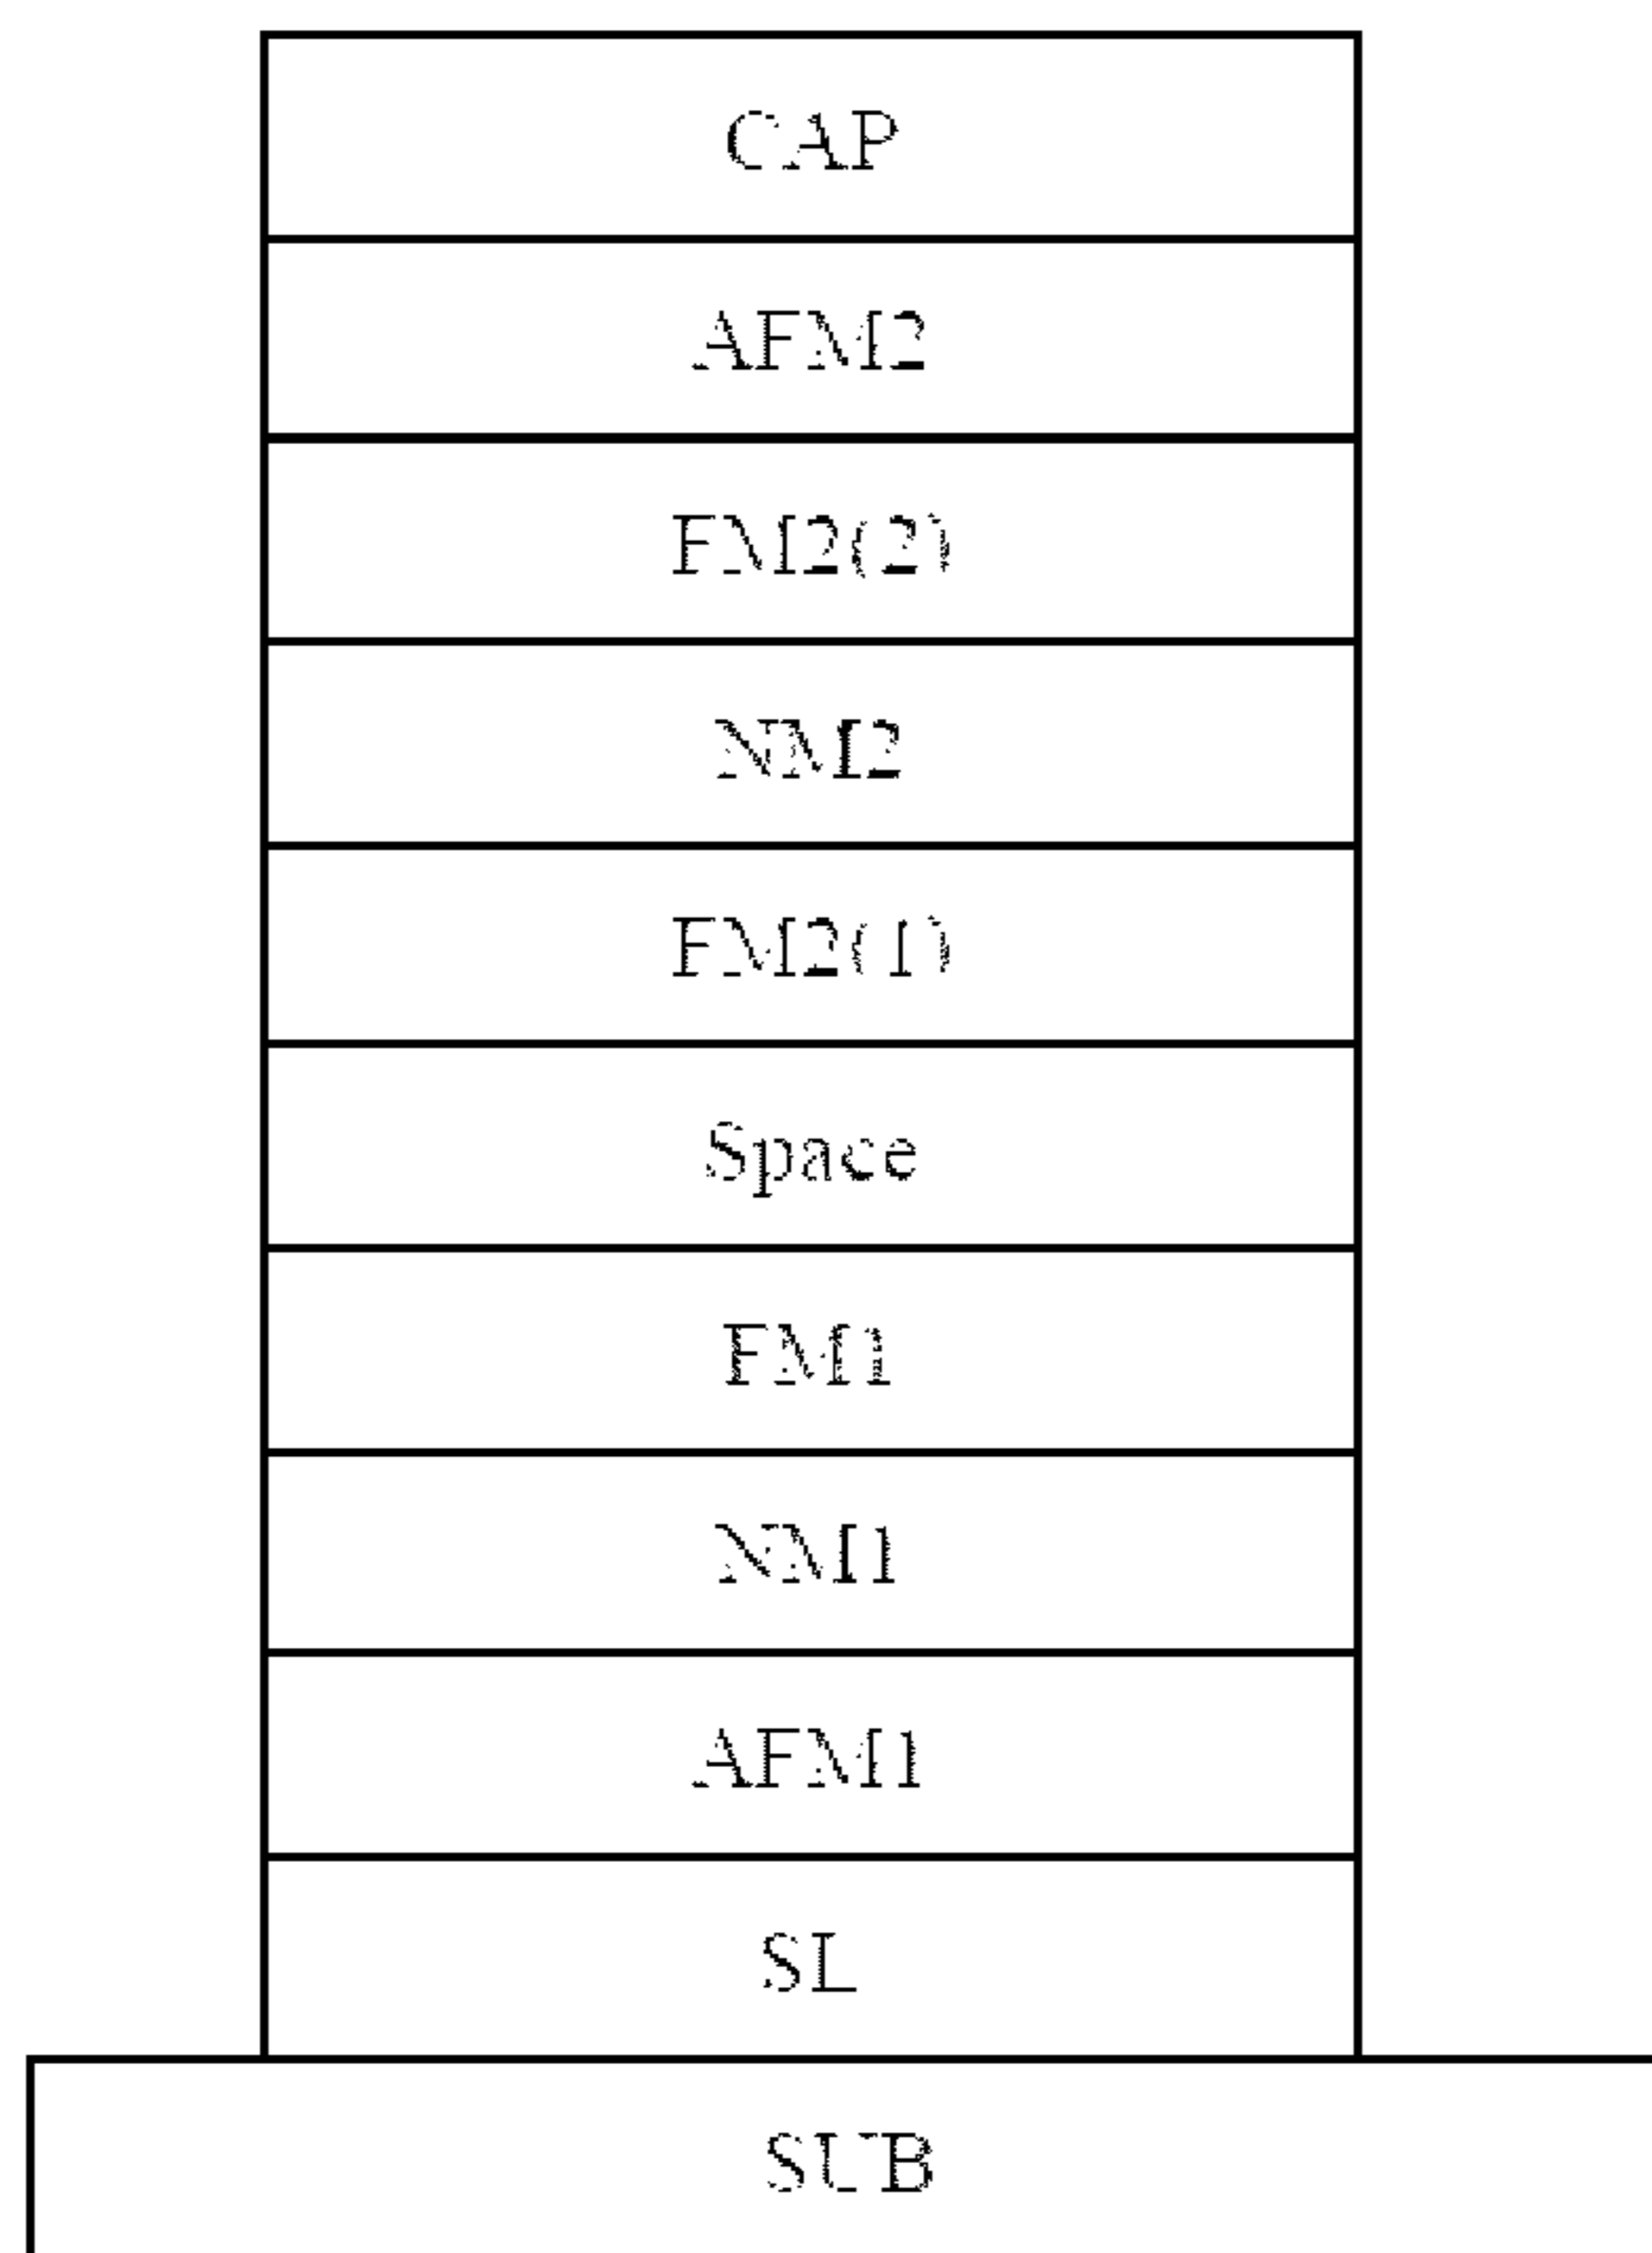 CAP
AFM2
FM2(2)
NM2
FM2(1)
Space
FM1
NM1
AFM1
SL
SUB